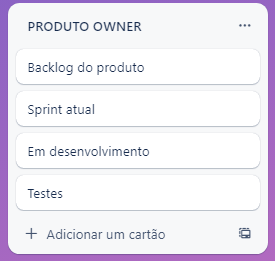 PRODUTO OWNER
Backlog do produto
Sprint atual
Em desenvolvimento
Testes
Adicionar um cartão